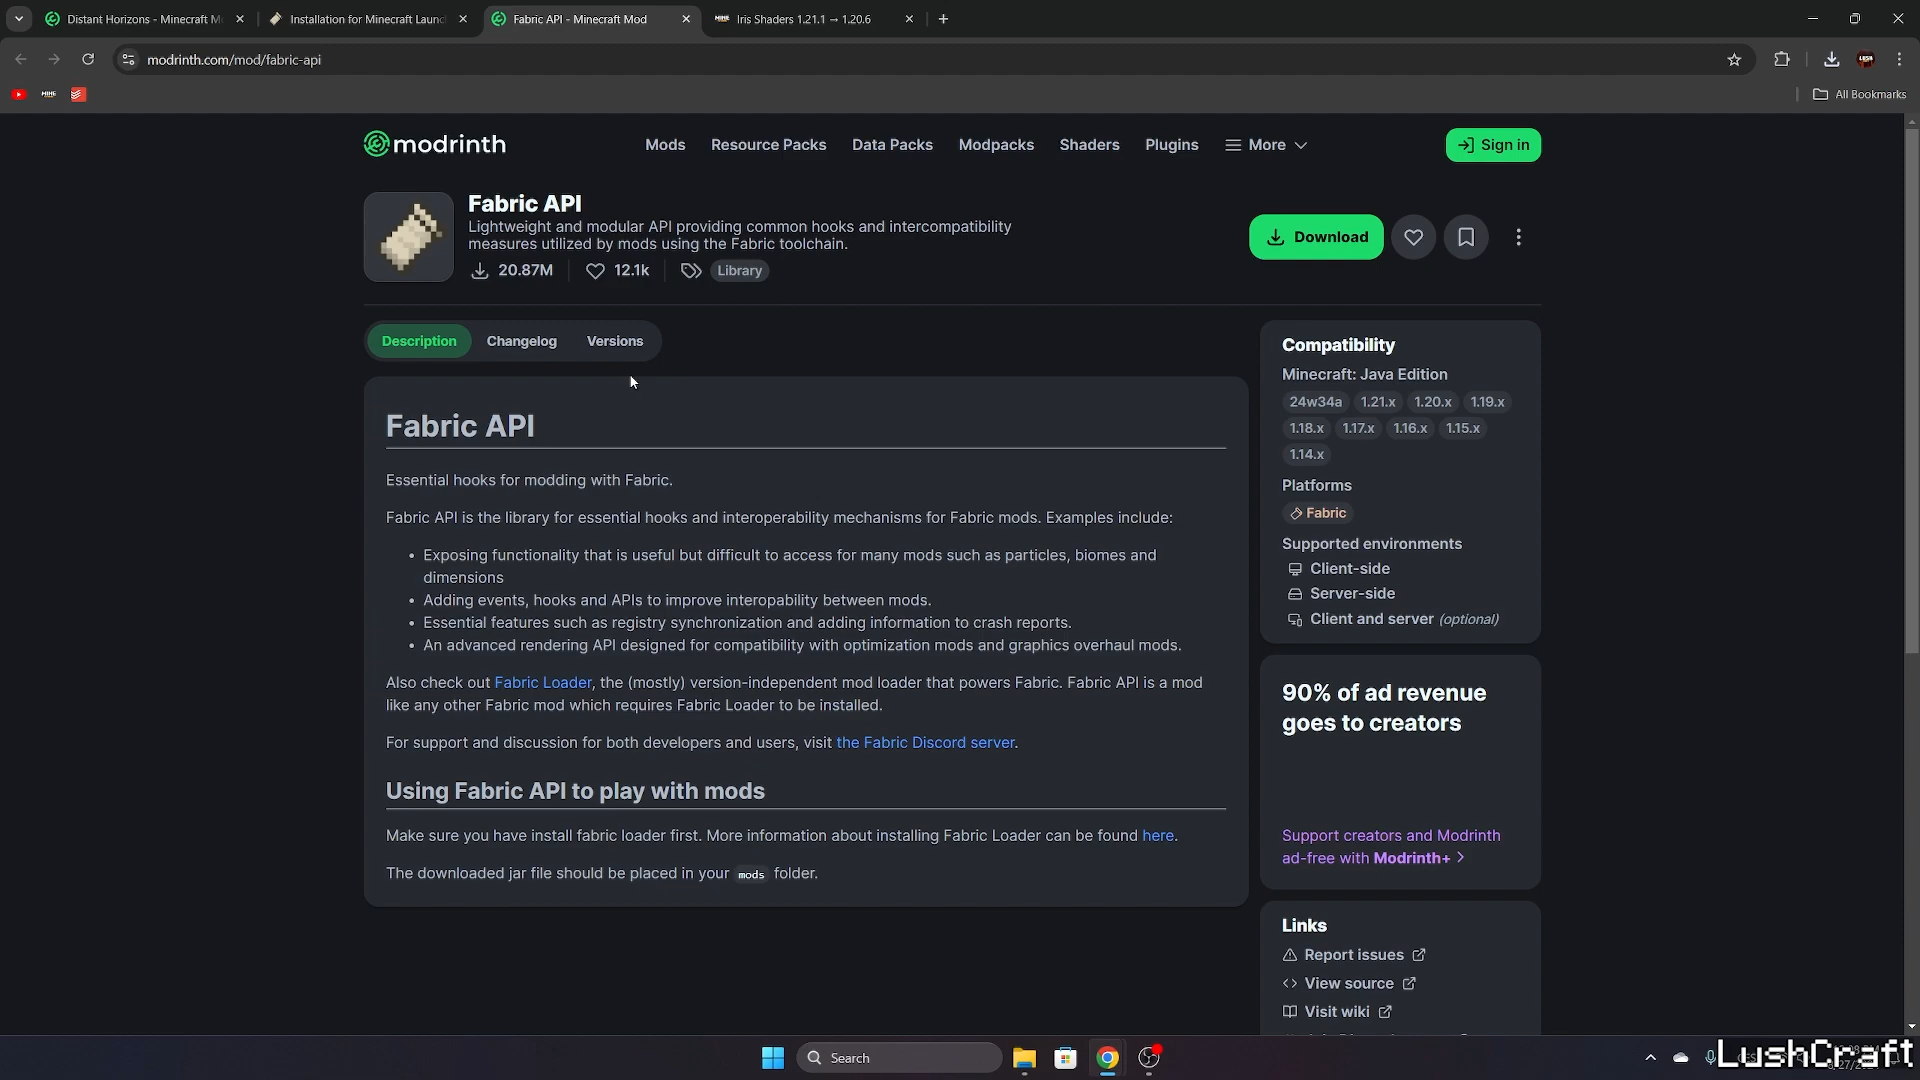 Distant Horizons - Minecraft M
Installation for Minecraft Launc
Fabric API - Minecraft Mod
MINE Iris Shaders 1.21.1 → 1.20.6
modrinth.com/mod/fabric-api
LUSH
MINE
All Bookmarks
modrinth
Mods
Resource Packs
Data Packs
Modpacks
Shaders
Plugins
More
Sign in
Fabric API
Lightweight and modular API providing common hooks and intercompatibility
measures utilized by mods using the Fabric toolchain.
20.87M
12.1k
Library
Download
Description
Changelog
Versions
Fabric API
Essential hooks for modding with Fabric.
Fabric API is the library for essential hooks and interoperability mechanisms for Fabric mods. Examples include:
• Exposing functionality that is useful but difficult to access for many mods such as particles, biomes and
dimensions
• Adding events, hooks and APIs to improve interopability between mods.
• Essential features such as registry synchronization and adding information to crash reports.
• An advanced rendering API designed for compatibility with optimization mods and graphics overhaul mods.
Also check out Fabric Loader, the (mostly) version-independent mod loader that powers Fabric. Fabric API is a mod
like any other Fabric mod which requires Fabric Loader to be installed.
For support and discussion for both developers and users, visit the Fabric Discord server.
Using Fabric API to play with mods
Make sure you have install fabric loader first. More information about installing Fabric Loader can be found here.
The downloaded jar file should be placed in your mods folder.
Compatibility
Minecraft: Java Edition
24w34a 1.21.x 1.20.x 1.19.x
1.18.x 1.17.x 1.16.x 1.15.x
1.14.x
Platforms
Fabric
Supported environments
Client-side
Server-side
Client and server (optional)
90% of ad revenue
goes to creators
Support creators and Modrinth
ad-free with Modrinth+
Links
Report issues
View source
Visit wiki
Search
LushCraft